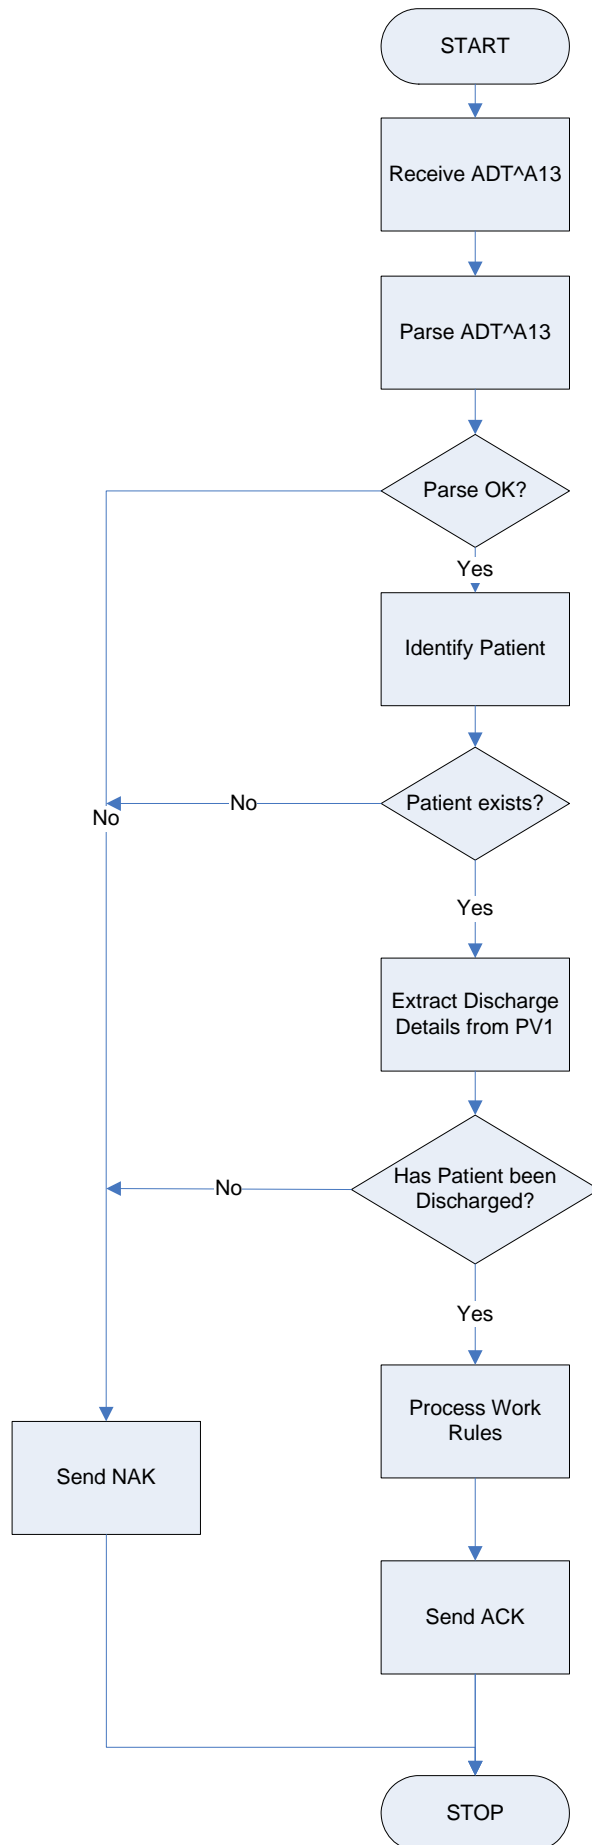 START
Receive ADT^A13
Parse ADT^A13
Parse OK?
Yes
Identify Patient
Patient exists?
No
No
Yes
Extract Discharge
Details from PV1
Has Patient been
Discharged?
No
Yes
Process Work
Rules
Send NAK
Send ACK
STOP